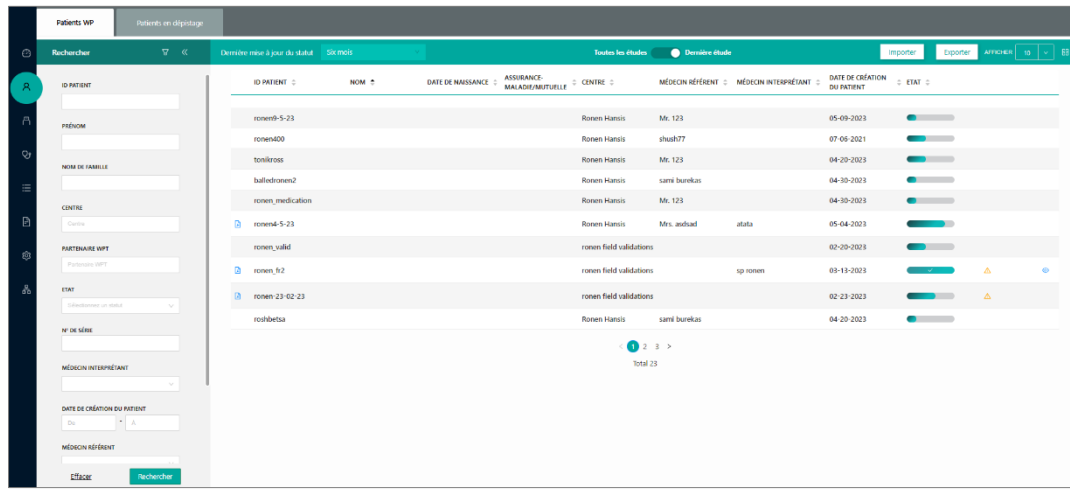 Patients WP
Patients en dépistage
Rechercher
Dernière mise à jour du statut
Six mois
Toutes les études
Dernière étude
Importer
Exporter
AFFICHER
10
ID PATIENT
PRÉNOM
NOM DE FAMILLE
CENTRE
Centre
PARTENAIRE WPT
Partenaire WPT
ETAT
Sélectionnez un statut
N° DE SÉRIE
MÉDECIN INTERPRÉTANT
DATE DE CRÉATION DU PATIENT
Du
-
À
MÉDECIN RÉFÉRENT
Effacer
Rechercher
ID PATIENT NOM DATE DE NAISSANCE ASSURANCE-MALADIE/MUTUELLE CENTRE MÉDECIN RÉFÉRENT MÉDECIN INTERPRÉTANT DATE DE CRÉATION DU PATIENT ETAT
ronen9-5-23 Ronen Hansis Mr. 123 05-09-2023
ronen400 Ronen Hansis shush77 07-06-2021
tonikross Ronen Hansis Mr. 123 04-20-2023
balledronen2 Ronen Hansis sami burekas 04-30-2023
ronen_medication Ronen Hansis Mr. 123 04-30-2023
ronen4-5-23 Ronen Hansis Mrs. asdsad atata 05-04-2023
ronen_valid ronen field validations 02-20-2023
ronen_fr2 ronen field validations sp ronen 03-13-2023
ronen-23-02-23 ronen field validations 02-23-2023
roshbetsa Ronen Hansis sami burekas 04-20-2023
< 1 2 3 >
Total 23